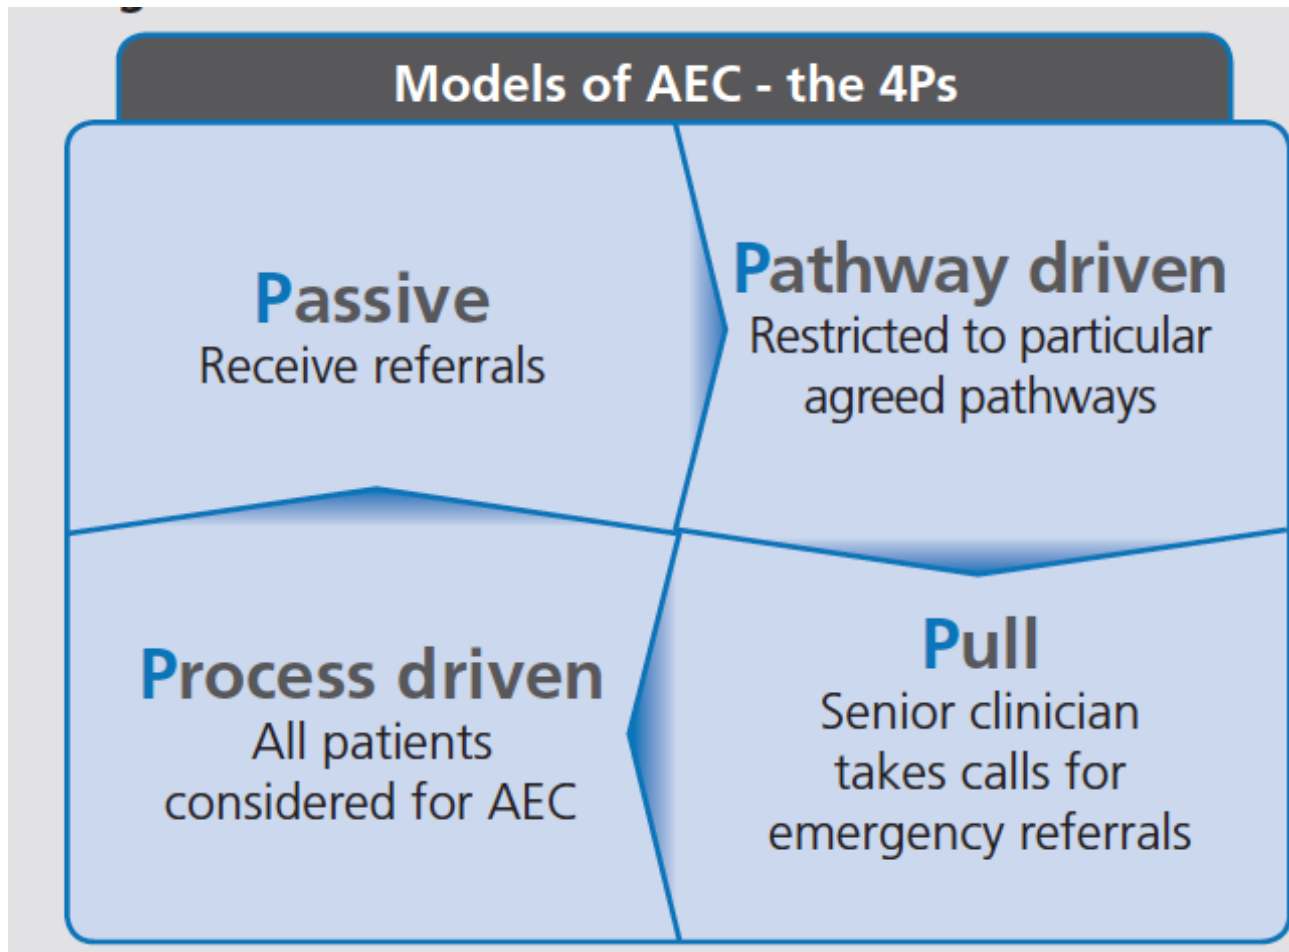 Models of AEC - the 4Ps
Passive
Receive referrals
Pathway driven
Restricted to particular
agreed pathways
Pull
Senior clinician
takes calls for
emergency referrals
Process driven
All patients
considered for AEC